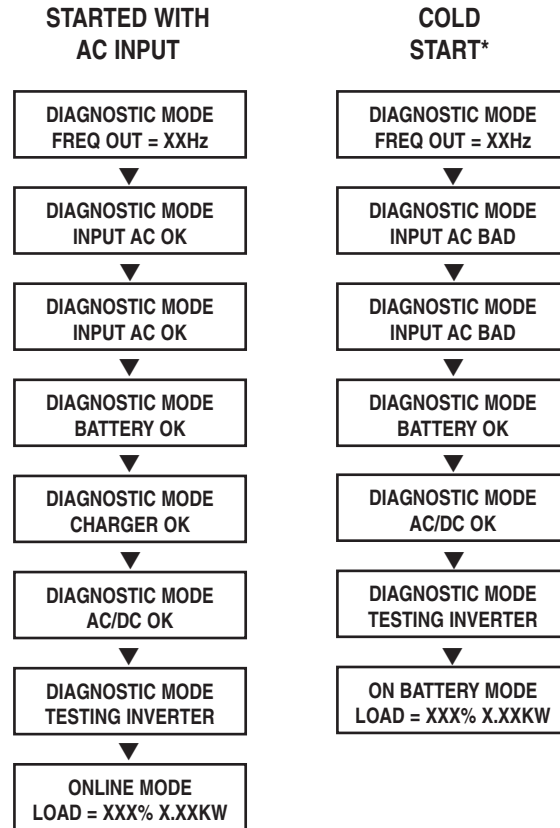 STARTED WITH
AC INPUT
DIAGNOSTIC MODE
FREQ OUT = XXHz
DIAGNOSTIC MODE
INPUT AC OK
DIAGNOSTIC MODE
INPUT AC OK
DIAGNOSTIC MODE
BATTERY OK
DIAGNOSTIC MODE
CHARGER OK
DIAGNOSTIC MODE
AC/DC OK
DIAGNOSTIC MODE
TESTING INVERTER
ONLINE MODE
LOAD = XXX% X.XXKW
COLD
START*
DIAGNOSTIC MODE
FREQ OUT = XXHz
DIAGNOSTIC MODE
INPUT AC BAD
DIAGNOSTIC MODE
INPUT AC BAD
DIAGNOSTIC MODE
BATTERY OK
DIAGNOSTIC MODE
AC/DC OK
DIAGNOSTIC MODE
TESTING INVERTER
ON BATTERY MODE
LOAD = XXX% X.XXKW